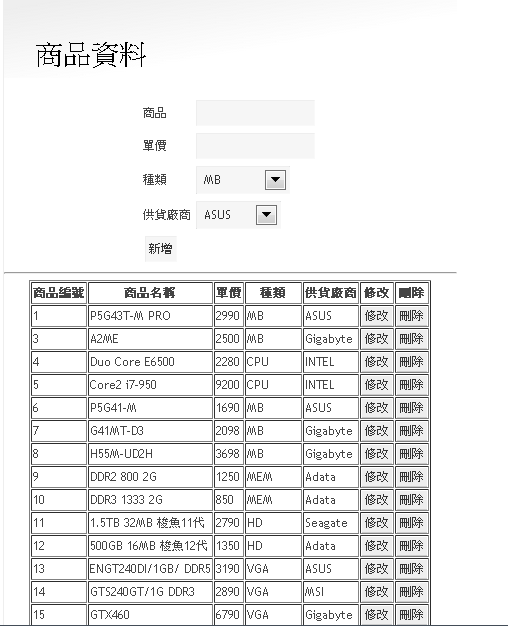 商品資料
商品
單價
種類 MB
供貨廠商 ASUS
新增
商品編號 商品名稱 單價 種類 供貨廠商 修改 刪除
1 P5G43T-M PRO 2990 MB ASUS 修改 刪除
3 A2ME 2500 MB Gigabyte 修改 刪除
4 Duo Core E6500 2280 CPU INTEL 修改 刪除
5 Core2 i7-950 9200 CPU INTEL 修改 刪除
6 P5G41-M 1690 MB ASUS 修改 刪除
7 G41MT-D3 2098 MB Gigabyte 修改 刪除
8 H55M-UD2H 3698 MB Gigabyte 修改 刪除
9 DDR2 800 2G 1250 MEM Adata 修改 刪除
10 DDR3 1333 2G 850 MEM Adata 修改 刪除
11 1.5TB 32MB 梭魚11代 2790 HD Seagate 修改 刪除
12 500GB 16MB 梭魚12代 1350 HD Adata 修改 刪除
13 ENGT240DI/1GB/ DDR5 3190 VGA ASUS 修改 刪除
14 GTS240GT/1G DDR3 2890 VGA MSI 修改 刪除
15 GTX460 6790 VGA Gigabyte 修改 刪除